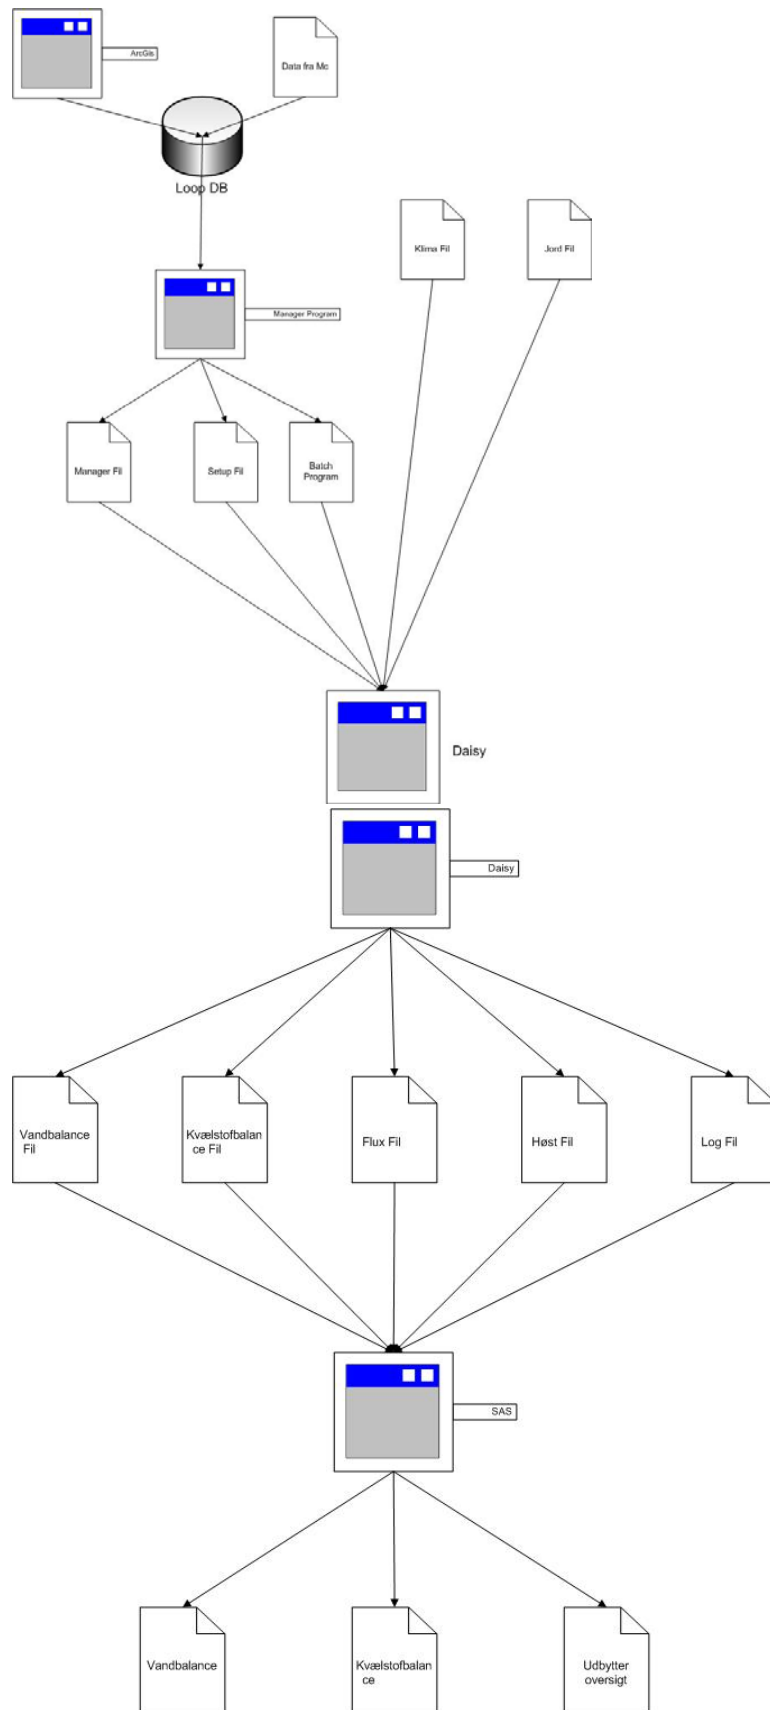 ArcGis
Data fra Mc
Loop DB
Klima Fil
Jord Fil
Manager Program
Manager Fil
Setup Fil
Batch
Program
Daisy
Daisy
Vandbalance
Fil
Kvælstofbalan
ce Fil
Flux Fil
Høst Fil
Log Fil
SAS
Vandbalance
Kvælstofbalan
ce
Udbytter
oversigt